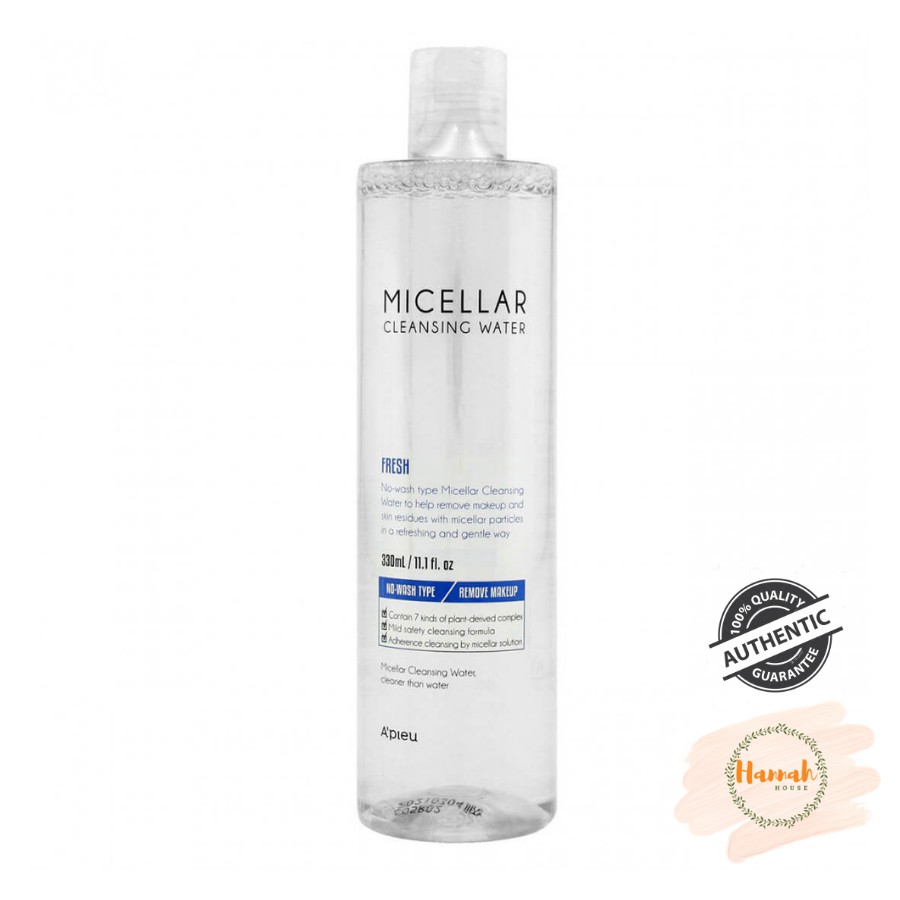 MICELLAR
CLEANSING WATER
FRESH
No-wash type Micellar Cleansing
Water to help remove makeup and
skin residues with micellar particles
in a refreshing and gentle way
330mL / 11.1 fl. oz
NO-WASH TYPE / REMOVE MAKEUP
Contain 7 kinds of plant-derived complex
Mild safety cleansing formula
Adherence cleansing by micellar solution
Micellar Cleansing Water,
cleaner than water
A'pieu
100% QUALITY
AUTHENTIC
GUARANTEE
Hannah
HOUSE